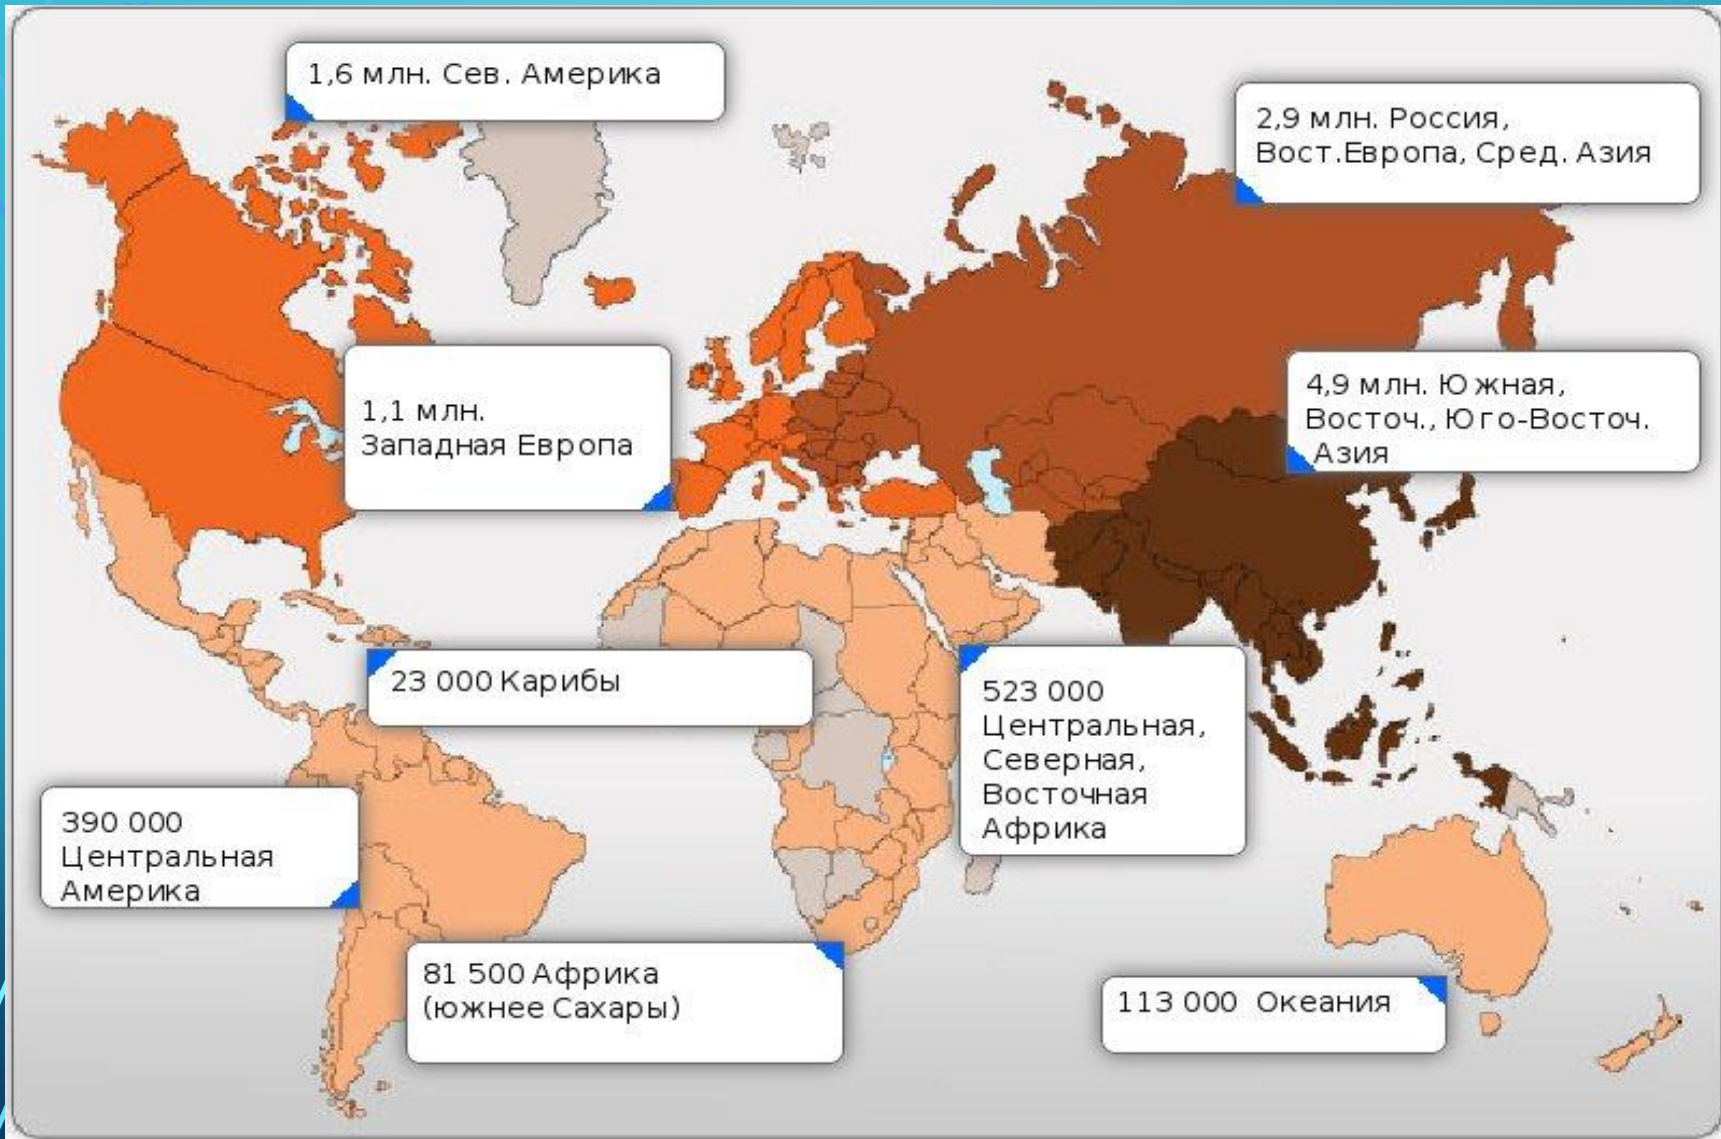 1,6 млн. Сев. Америка
2,9 млн. Россия,
Вост.Европа, Сред. Азия
1,1 млн.
Западная Европа
4,9 млн. Южная,
Восточ., Юго-Восточ.
Азия
23 000 Карибы
523 000
Центральная,
Северная,
Восточная
Африка
390 000
Центральная
Америка
81 500 Африка
(южнее Сахары)
113 000 Океания